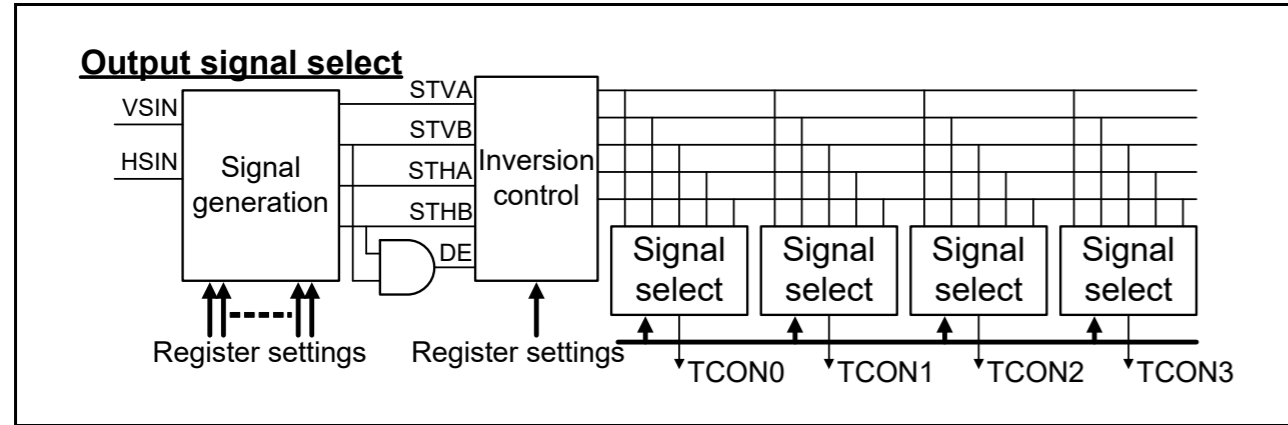 Output signal select
VSIN
HSIN
Signal
generation
STVA
STVB
STHA
STHB
DE
Inversion
control
Signal
select
Signal
select
Signal
select
Signal
select
Register settings
Register settings
TCON0
TCON1
TCON2
TCON3